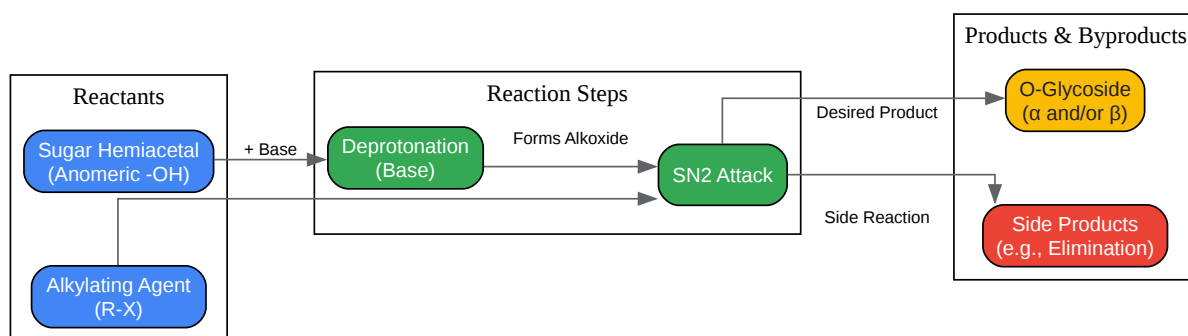 Products & Byproducts
Reactants
Reaction Steps
O-Glycoside
(α and/or β)
Desired Product
Sugar Hemiacetal
(Anomeric -OH)
+ Base
Deprotonation
(Base)
Forms Alkoxide
SN2 Attack
Side Reaction
Side Products
(e.g., Elimination)
Alkylating Agent
(R-X)